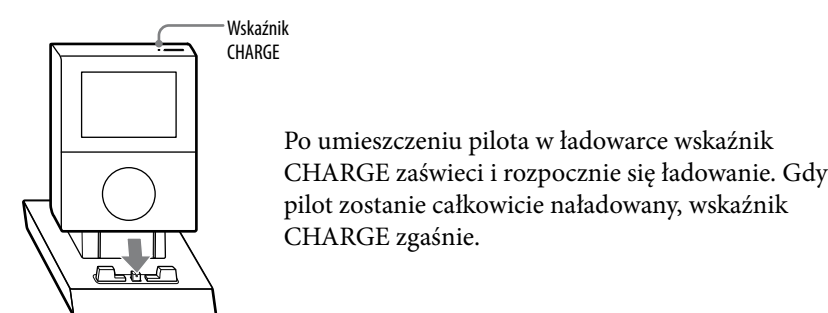 Wskaźnik
CHARGE
Po umieszczeniu pilota w ładowarce wskaźnik
CHARGE zaświeci i rozpocznie się ładowanie. Gdy
pilot zostanie całkowicie naładowany, wskaźnik
CHARGE zgaśnie.